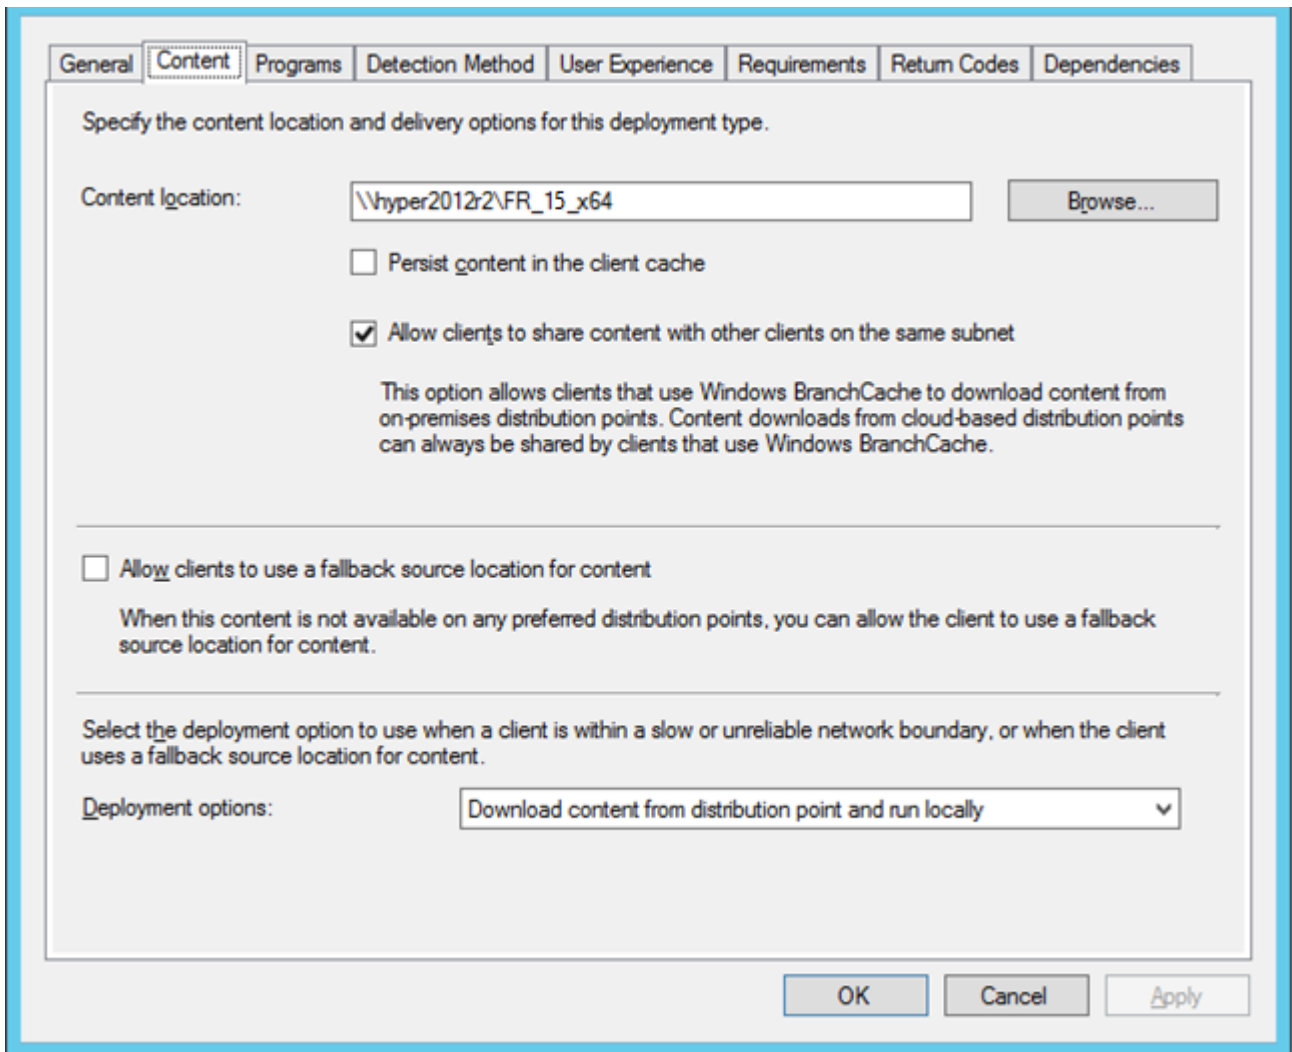 General Content Programs Detection Method User Experience Requirements Return Codes Dependencies
Specify the content location and delivery options for this deployment type.
Content location: \\hyper2012r2\FR_15_x64 Browse...
Persist content in the client cache
Allow clients to share content with other clients on the same subnet
This option allows clients that use Windows BranchCache to download content from
on-premises distribution points. Content downloads from cloud-based distribution points
can always be shared by clients that use Windows BranchCache.
Allow clients to use a fallback source location for content
When this content is not available on any preferred distribution points, you can allow the client to use a fallback
source location for content.
Select the deployment option to use when a client is within a slow or unreliable network boundary, or when the client
uses a fallback source location for content.
Deployment options: Download content from distribution point and run locally
OK Cancel Apply